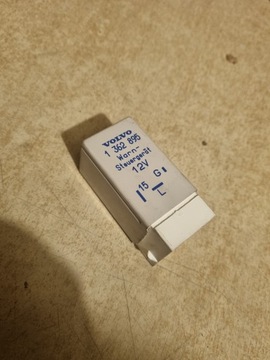 VOLVO
1 362 895
Warn-
Steuergerät
12V
15 G
L